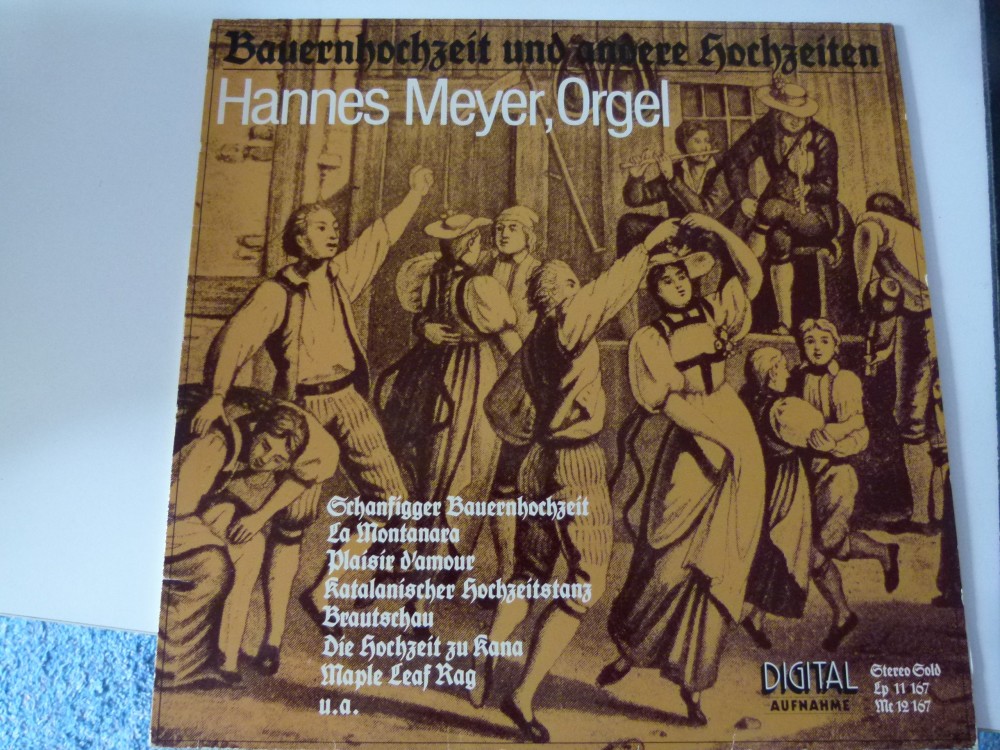 Bauernhochzeit und andere Hochzeiten
Hannes Meyer, Orgel
Schanfigger Bauernhochzeit
La Montanara
Plaisir d'amour
Katalanischer Hochzeitstanz
Brautschau
Die Hochzeit zu Kana
Maple Leaf Rag
u.a.
DIGITAL
AUFNAHME
Stereo Gold
Lp 11 167
Mc 12 167